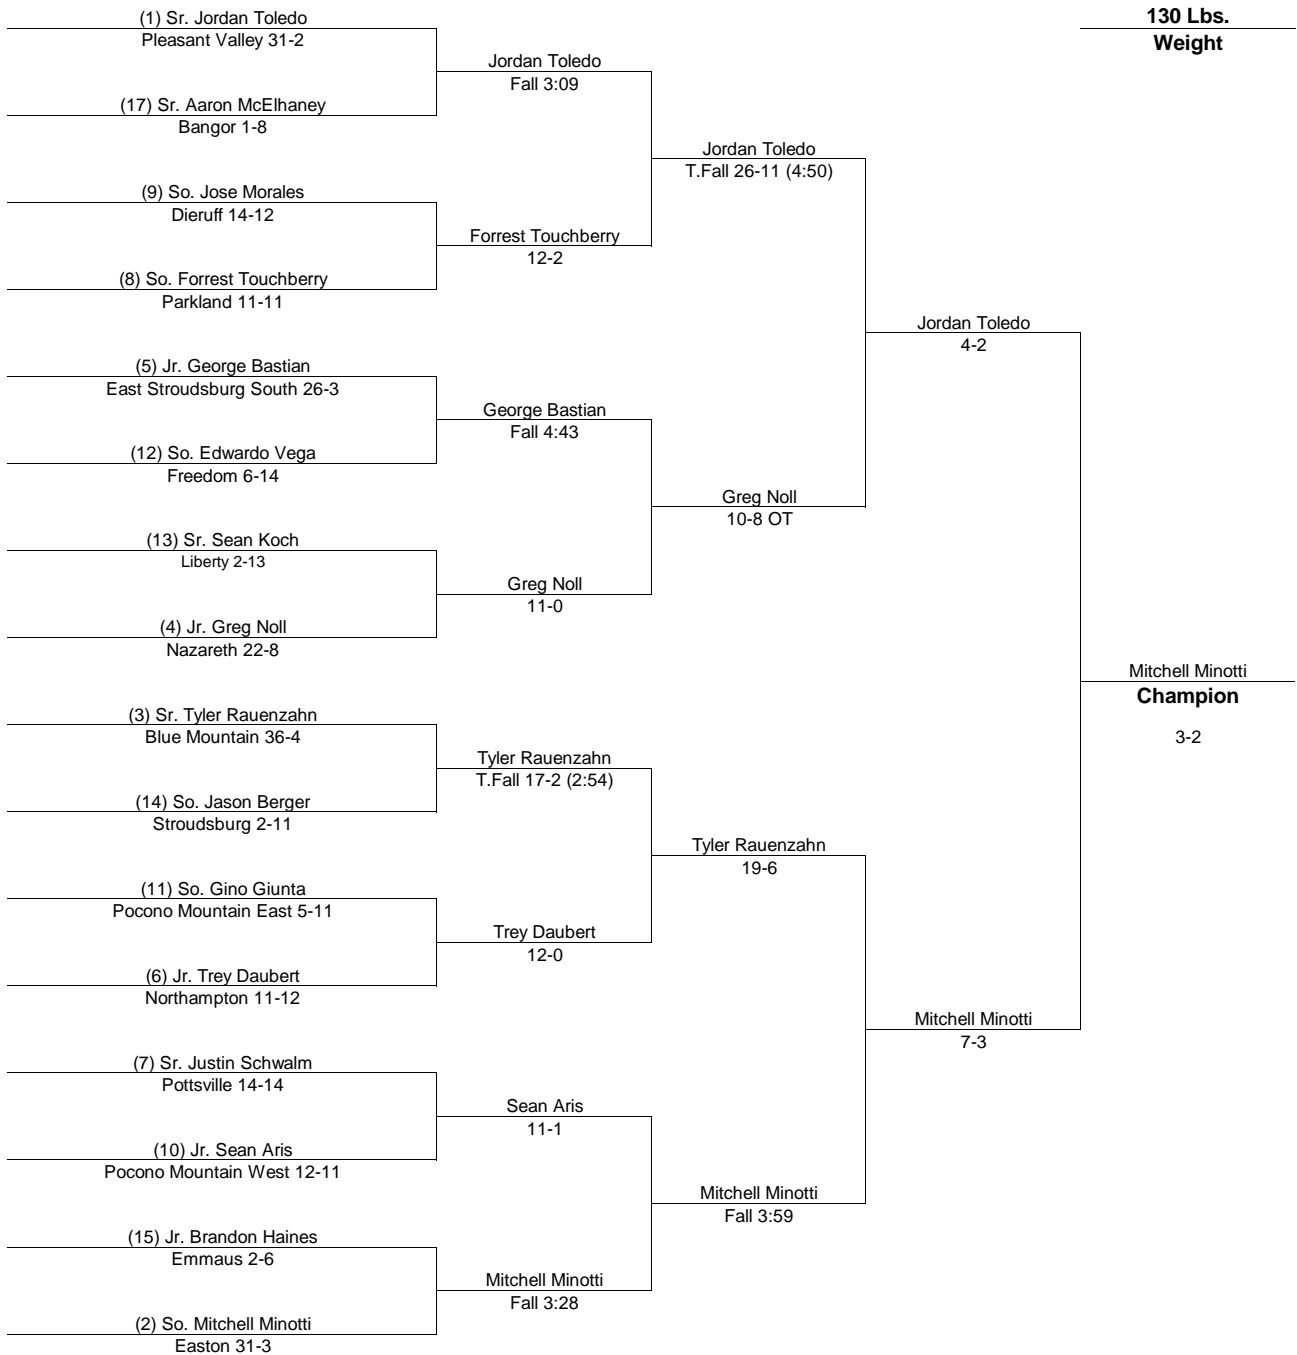 (1) Sr. Jordan Toledo
Pleasant Valley 31-2
(17) Sr. Aaron McElhaney
Bangor 1-8
(9) So. Jose Morales
Dieruff 14-12
(8) So. Forrest Touchberry
Parkland 11-11
(5) Jr. George Bastian
East Stroudsburg South 26-3
(12) So. Edwardo Vega
Freedom 6-14
(13) Sr. Sean Koch
Liberty 2-13
(4) Jr. Greg Noll
Nazareth 22-8
(3) Sr. Tyler Rauenzahn
Blue Mountain 36-4
(14) So. Jason Berger
Stroudsburg 2-11
(11) So. Gino Giunta
Pocono Mountain East 5-11
(6) Jr. Trey Daubert
Northampton 11-12
(7) Sr. Justin Schwalm
Pottsville 14-14
(10) Jr. Sean Aris
Pocono Mountain West 12-11
(15) Jr. Brandon Haines
Emmaus 2-6
(2) So. Mitchell Minotti
Easton 31-3
Jordan Toledo
Fall 3:09
Forrest Touchberry
12-2
George Bastian
Fall 4:43
Greg Noll
11-0
Tyler Rauenzahn
T.Fall 17-2 (2:54)
Trey Daubert
12-0
Sean Aris
11-1
Mitchell Minotti
Fall 3:28
Jordan Toledo
T.Fall 26-11 (4:50)
Greg Noll
10-8 OT
Tyler Rauenzahn
19-6
Mitchell Minotti
Fall 3:59
Jordan Toledo
4-2
Mitchell Minotti
7-3
130 Lbs.
Weight
Mitchell Minotti
Champion
3-2